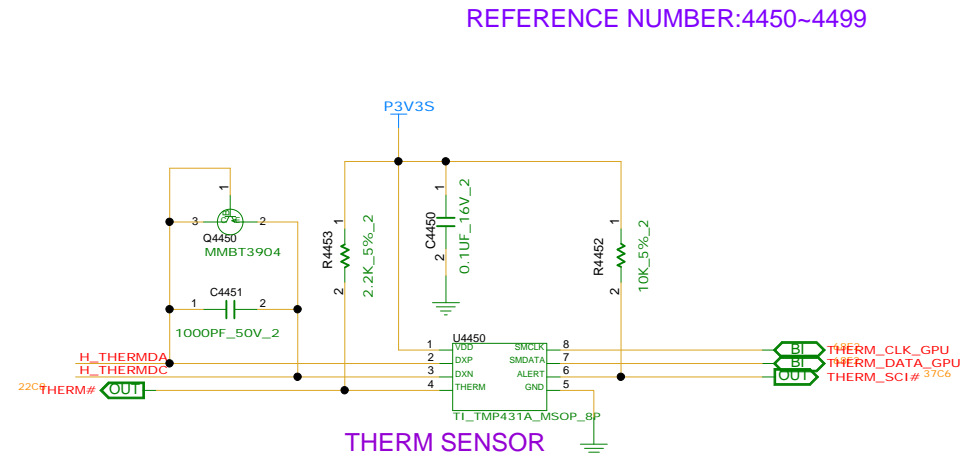 REFERENCE NUMBER:4450~4499
P3V3S
1
3
2
Q4450
MMBT3904
C4451
1
2
1000PF_50V_2
1
R4453
2.2K_5%_2
2
1
C4450
0.1UF_16V_2
2
1
R4452
10K_5%_2
2
H_THERMDA
H_THERMDC
THERM#
OUT
U4450
1
VDD
SMCLK
8
2
DXP
SMDATA
7
3
DXN
ALERT
6
4
THERM
GND
5
TI_TMP431A_MSOP_8P
BI
THERM_CLK_GPU
BI
THERM_DATA_GPU
OUT
THERM_SCI#
37C6
THERM SENSOR